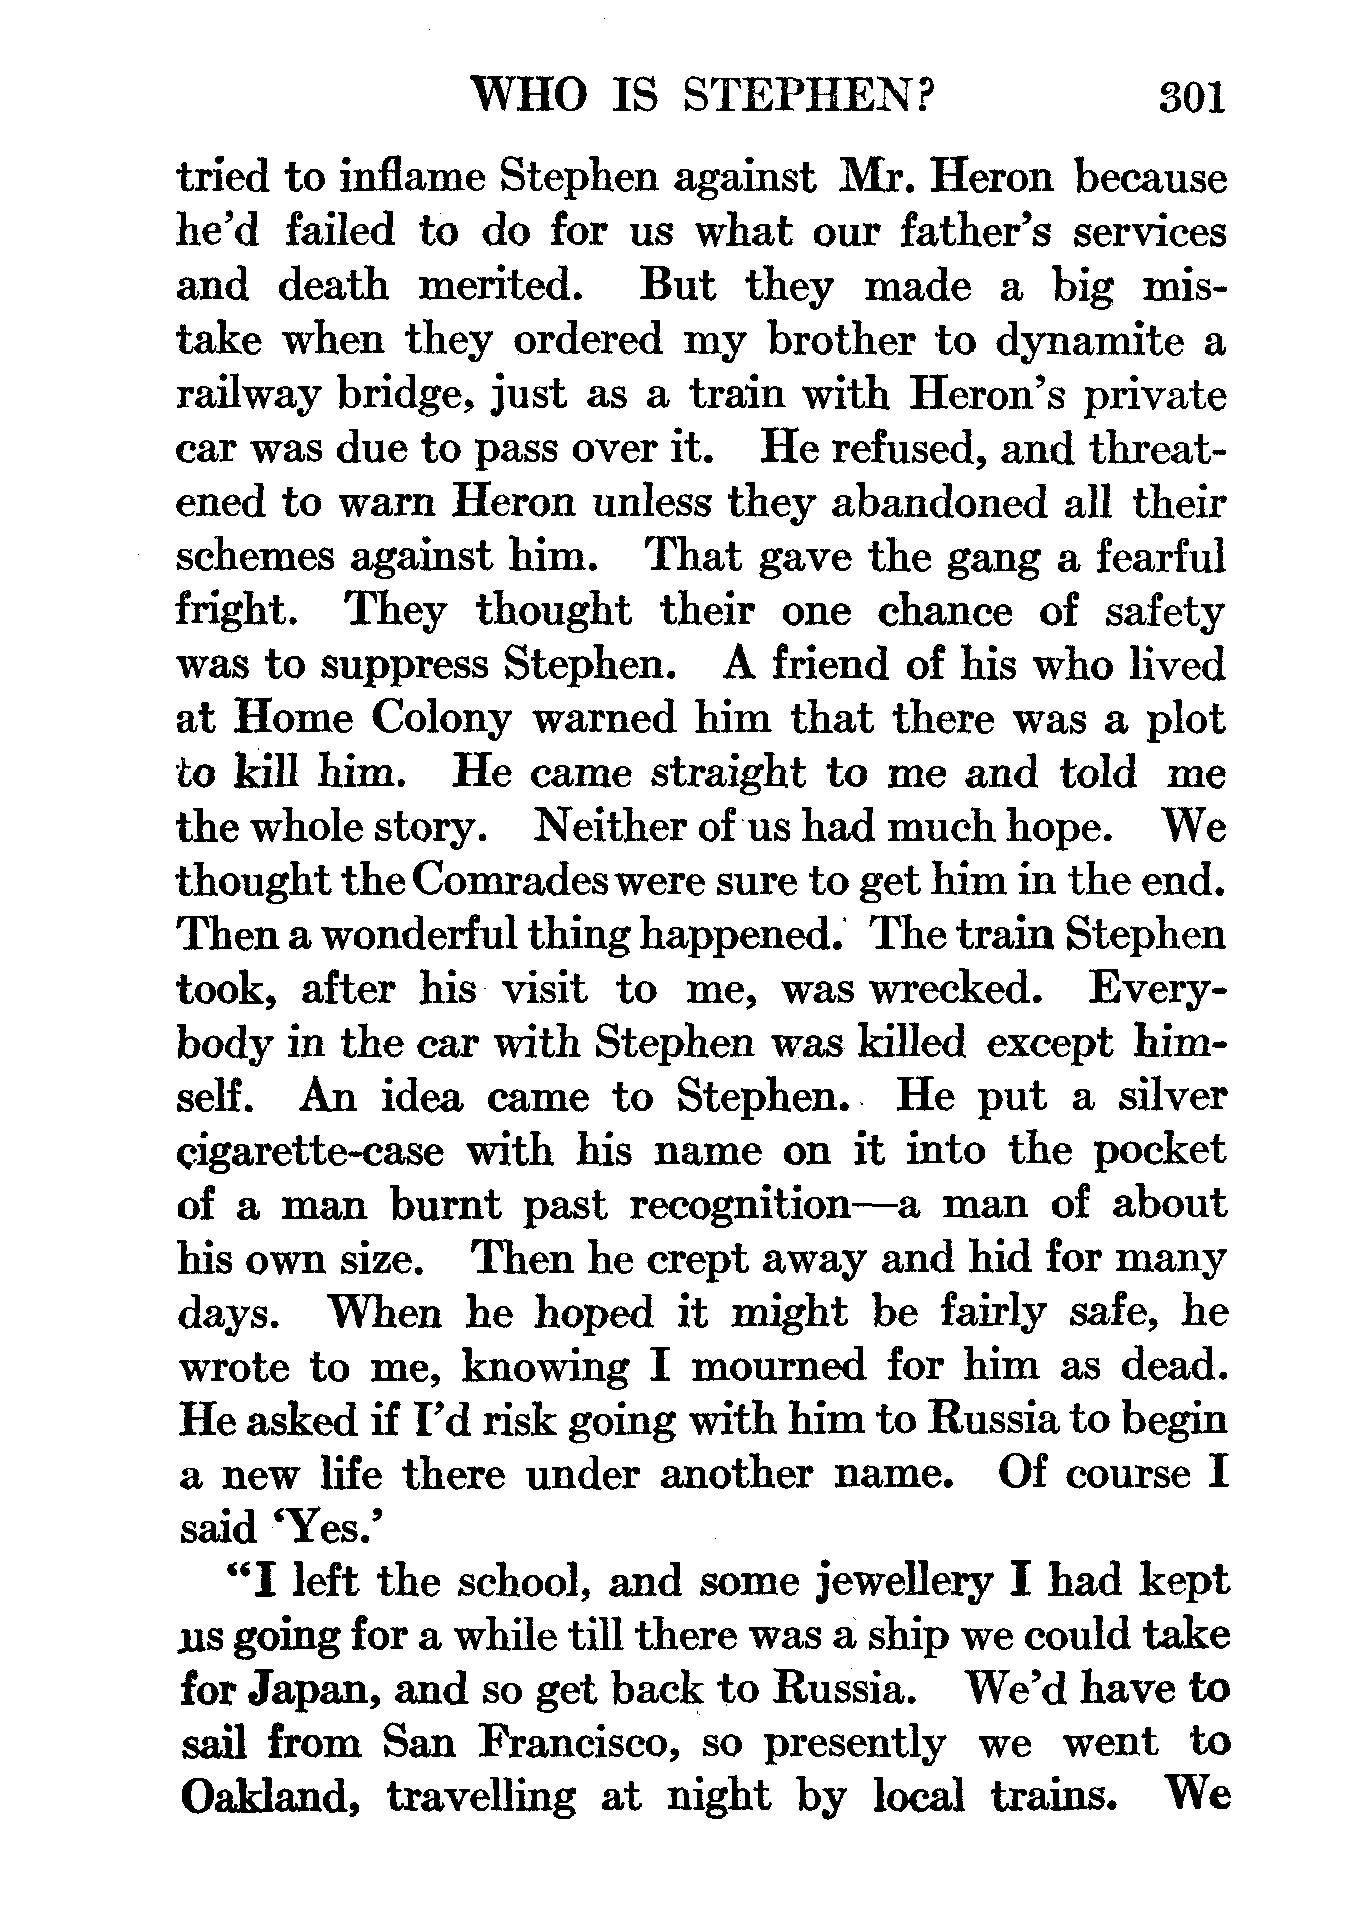 WHO IS STEPHEN? 301
tried to inflame Stephen against Mr. Heron because
he'd failed to do for us what our father's services
and death merited. But they made a big mis-
take when they ordered my brother to dynamite a
railway bridge, just as a train with Heron's private
car was due to pass over it. He refused, and threat-
ened to warn Heron unless they abandoned all their
schemes against him. That gave the gang a fearful
fright. They thought their one chance of safety
was to suppress Stephen. A friend of his who lived
at Home Colony warned him that there was a plot
to kill him. He came straight to me and told me
the whole story. Neither of us had much hope. We
thought the Comrades were sure to get him in the end.
Then a wonderful thing happened. The train Stephen
took, after his visit to me, was wrecked. Every-
body in the car with Stephen was killed except him-
self. An idea came to Stephen. He put a silver
cigarette-case with his name on it into the pocket
of a man burnt past recognition—a man of about
his own size. Then he crept away and hid for many
days. When he hoped it might be fairly safe, he
wrote to me, knowing I mourned for him as dead.
He asked if I'd risk going with him to Russia to begin
a new life there under another name. Of course I
said 'Yes.'
"I left the school, and some jewellery I had kept
us going for a while till there was a ship we could take
for Japan, and so get back to Russia. We'd have to
sail from San Francisco, so presently we went to
Oakland, travelling at night by local trains. We